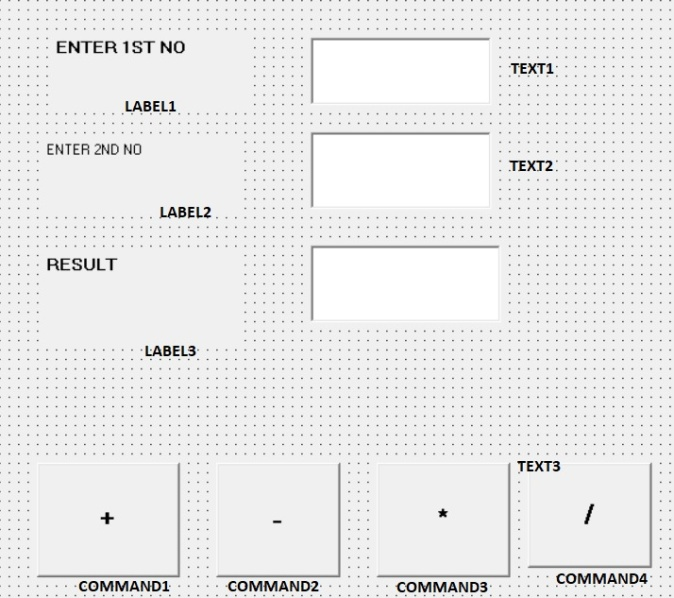 ENTER 1ST NO
TEXT1
LABEL1
ENTER 2ND NO
TEXT2
LABEL2
RESULT
LABEL3
TEXT3
+ - * /
COMMAND1 COMMAND2 COMMAND3 COMMAND4